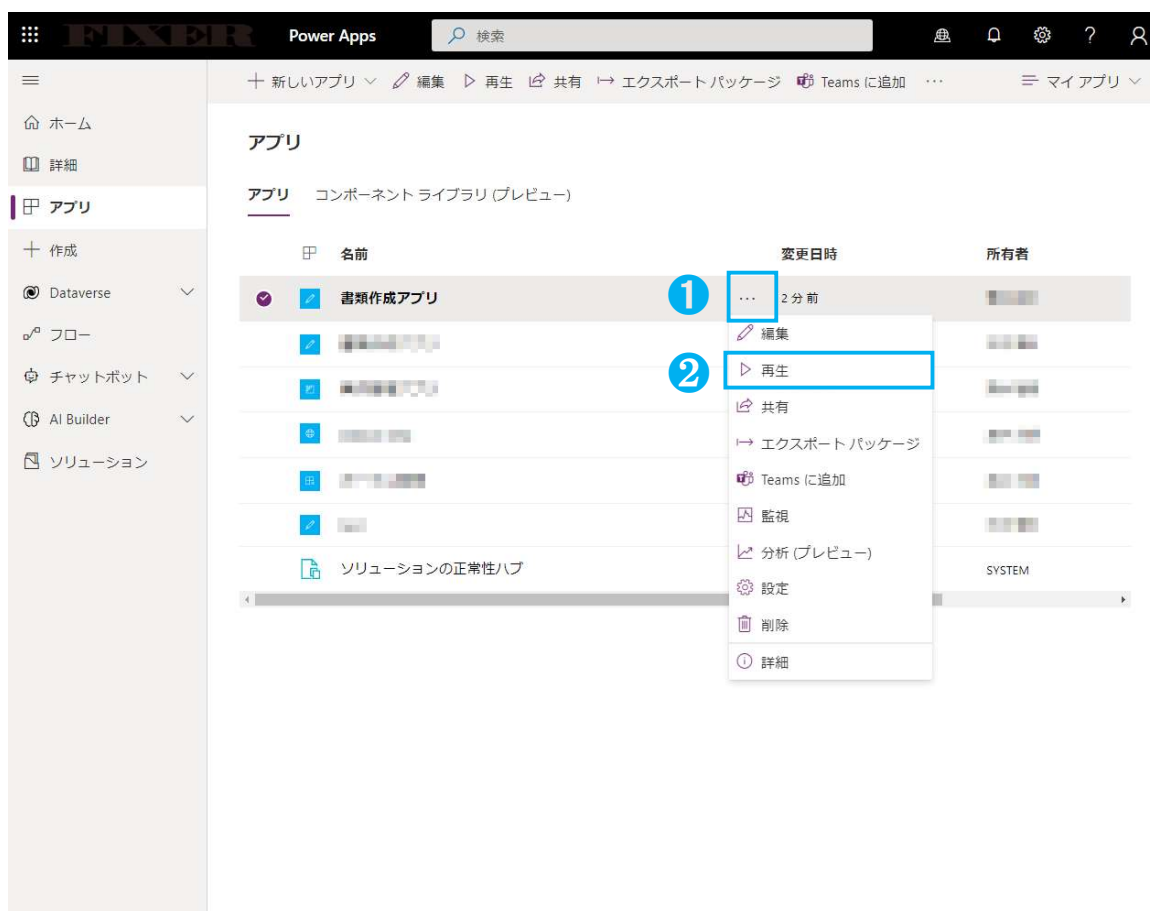 FIXER Power Apps 検索 ?
新しいアプリ 編集 再生 共有 エクスポート パッケージ Teams に追加 … マイ アプリ
ホーム
詳細
アプリ
作成
Dataverse
フロー
チャットボット
AI Builder
ソリューション
アプリ
アプリ コンポーネント ライブラリ (プレビュー)
名前 変更日時 所有者
書類作成アプリ 1 … 2 分前
編集
2 再生
共有
エクスポート パッケージ
Teams に追加
監視
分析 (プレビュー)
設定
削除
詳細
ソリューションの正常性ハブ SYSTEM